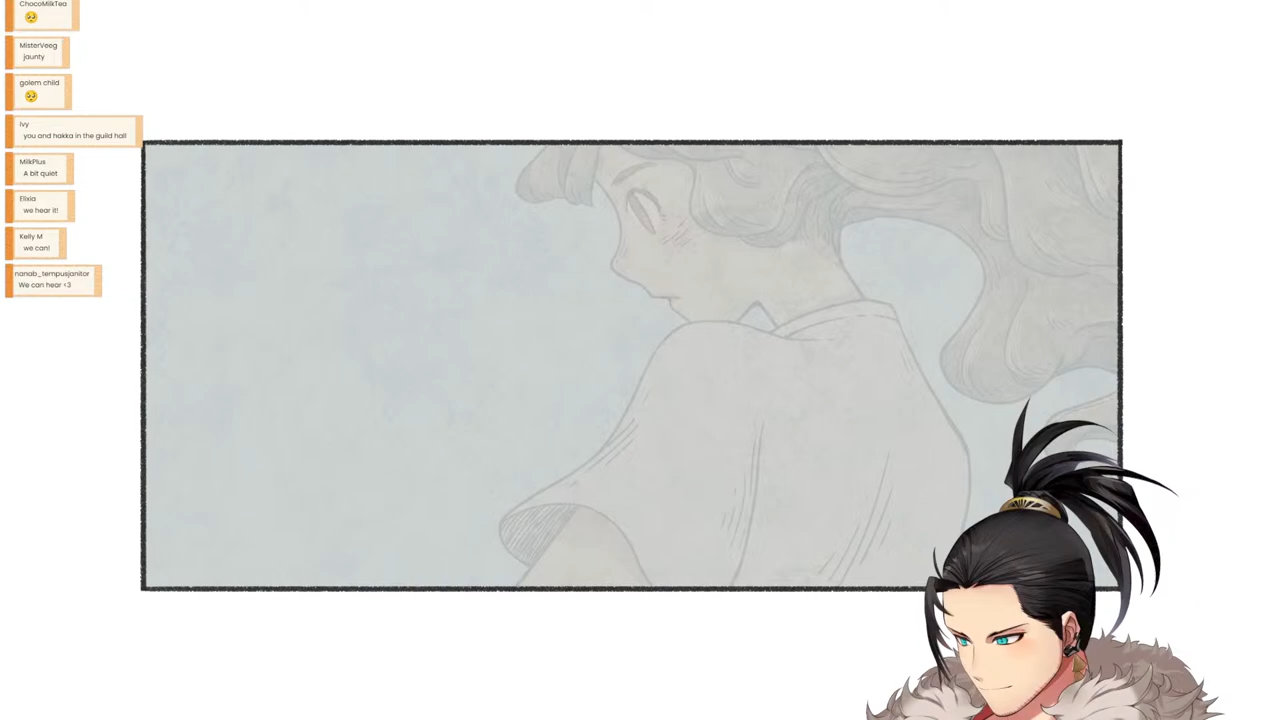 ChocoMilkTea
🥺
MisterVeeg
jaunty
golem child
🥺
Ivy
you and hakka in the guild hall
MilkPlus
A bit quiet
Elixia
we hear it!
Kelly M
we can!
nanab_tempusjanitor
We can hear <3